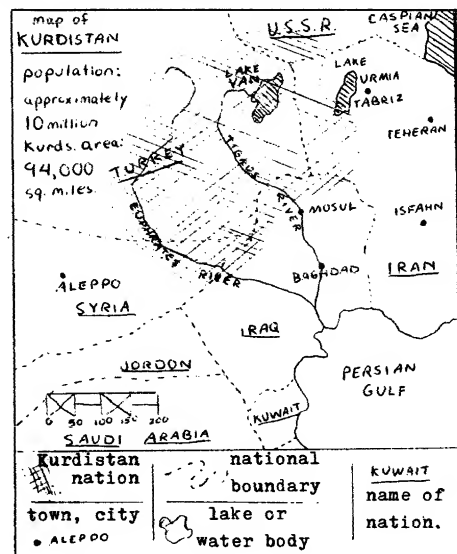 map of
KURDISTAN
population:
approximately
10 million
Kurds. area:
94,000
sq. miles.
U.S.S.R.
CASPIAN
SEA
LAKE
VAN
LAKE
URMIA
TABRIZ
TEHERAN
TURKEY
TIGRUS
RIVER
MOSUL
ISFAHN
EUPHRATES
RIVER
BAGHDAD
IRAN
ALEPPO
SYRIA
IRAQ
JORDON
PERSIAN
GULF
KUWAIT
0 50 100 150 200
SAUDI ARABIA
Kurdistan
nation
national
boundary
KUWAIT
name of
nation.
town, city
ALEPPO
lake or
water body